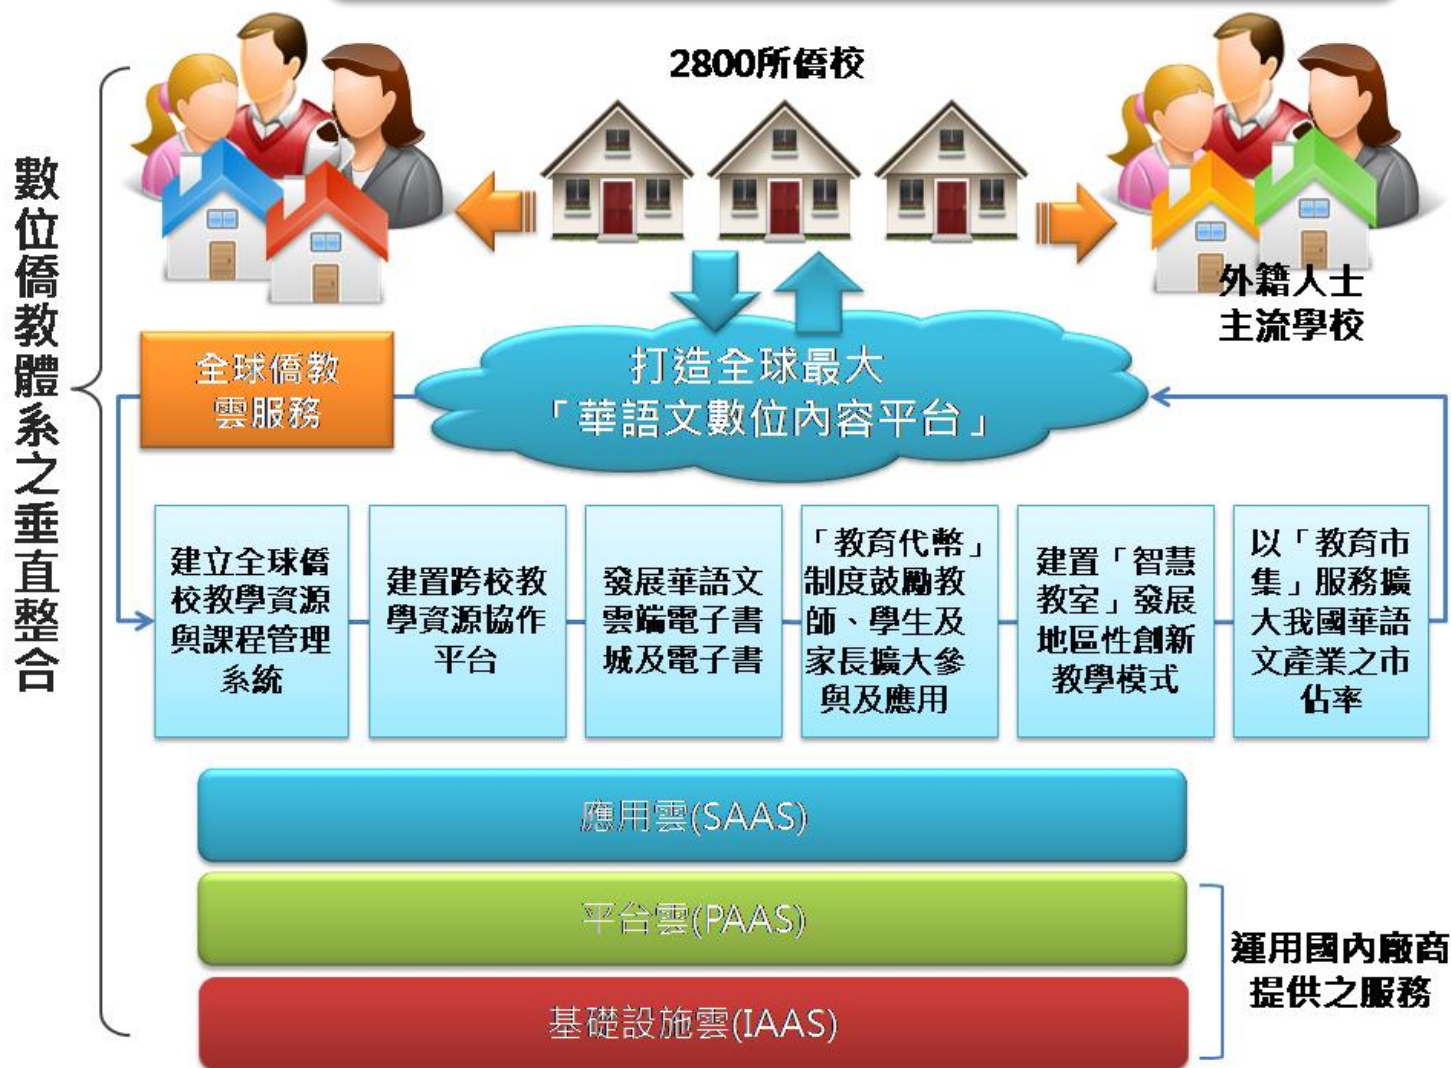 2800所僑校
數位僑教體系之垂直整合
外籍人士
主流學校
全球僑教
雲服務
打造全球最大
「華語文數位內容平台」
建立全球僑
校教學資源
與課程管理
系統
建置跨校教
學資源協作
平台
發展華語文
雲端電子書
城及電子書
「教育代幣」
制度鼓勵教
師、學生及
家長擴大參
與及應用
建置「智慧
教室」發展
地區性創新
教學模式
以「教育市
集」服務擴
大我國華語
文產業之市
佔率
應用雲(SAAS)
平台雲(PAAS)
基礎設施雲(IAAS)
運用國內廠商
提供之服務